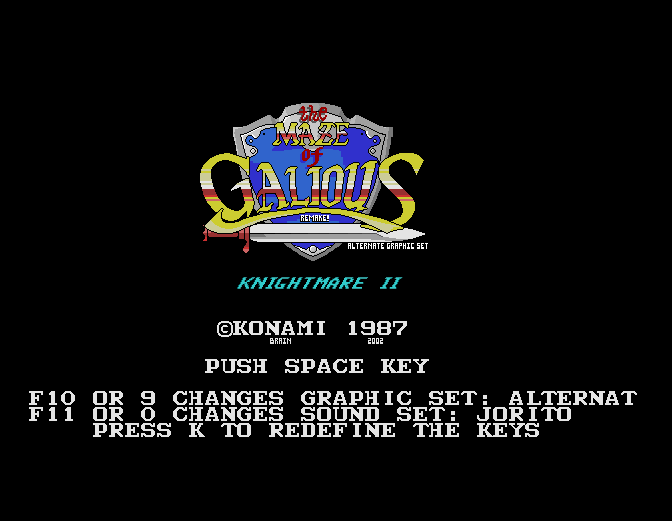 the
MAZE
of
GALIOUS
REMAKE!
ALTERNATE GRAPHIC SET
KNIGHTMARE II
©KONAMI 1987
BRAIN 2002
PUSH SPACE KEY
F10 OR 9 CHANGES GRAPHIC SET: ALTERNAT
F11 OR 0 CHANGES SOUND SET: JORITO
PRESS K TO REDEFINE THE KEYS